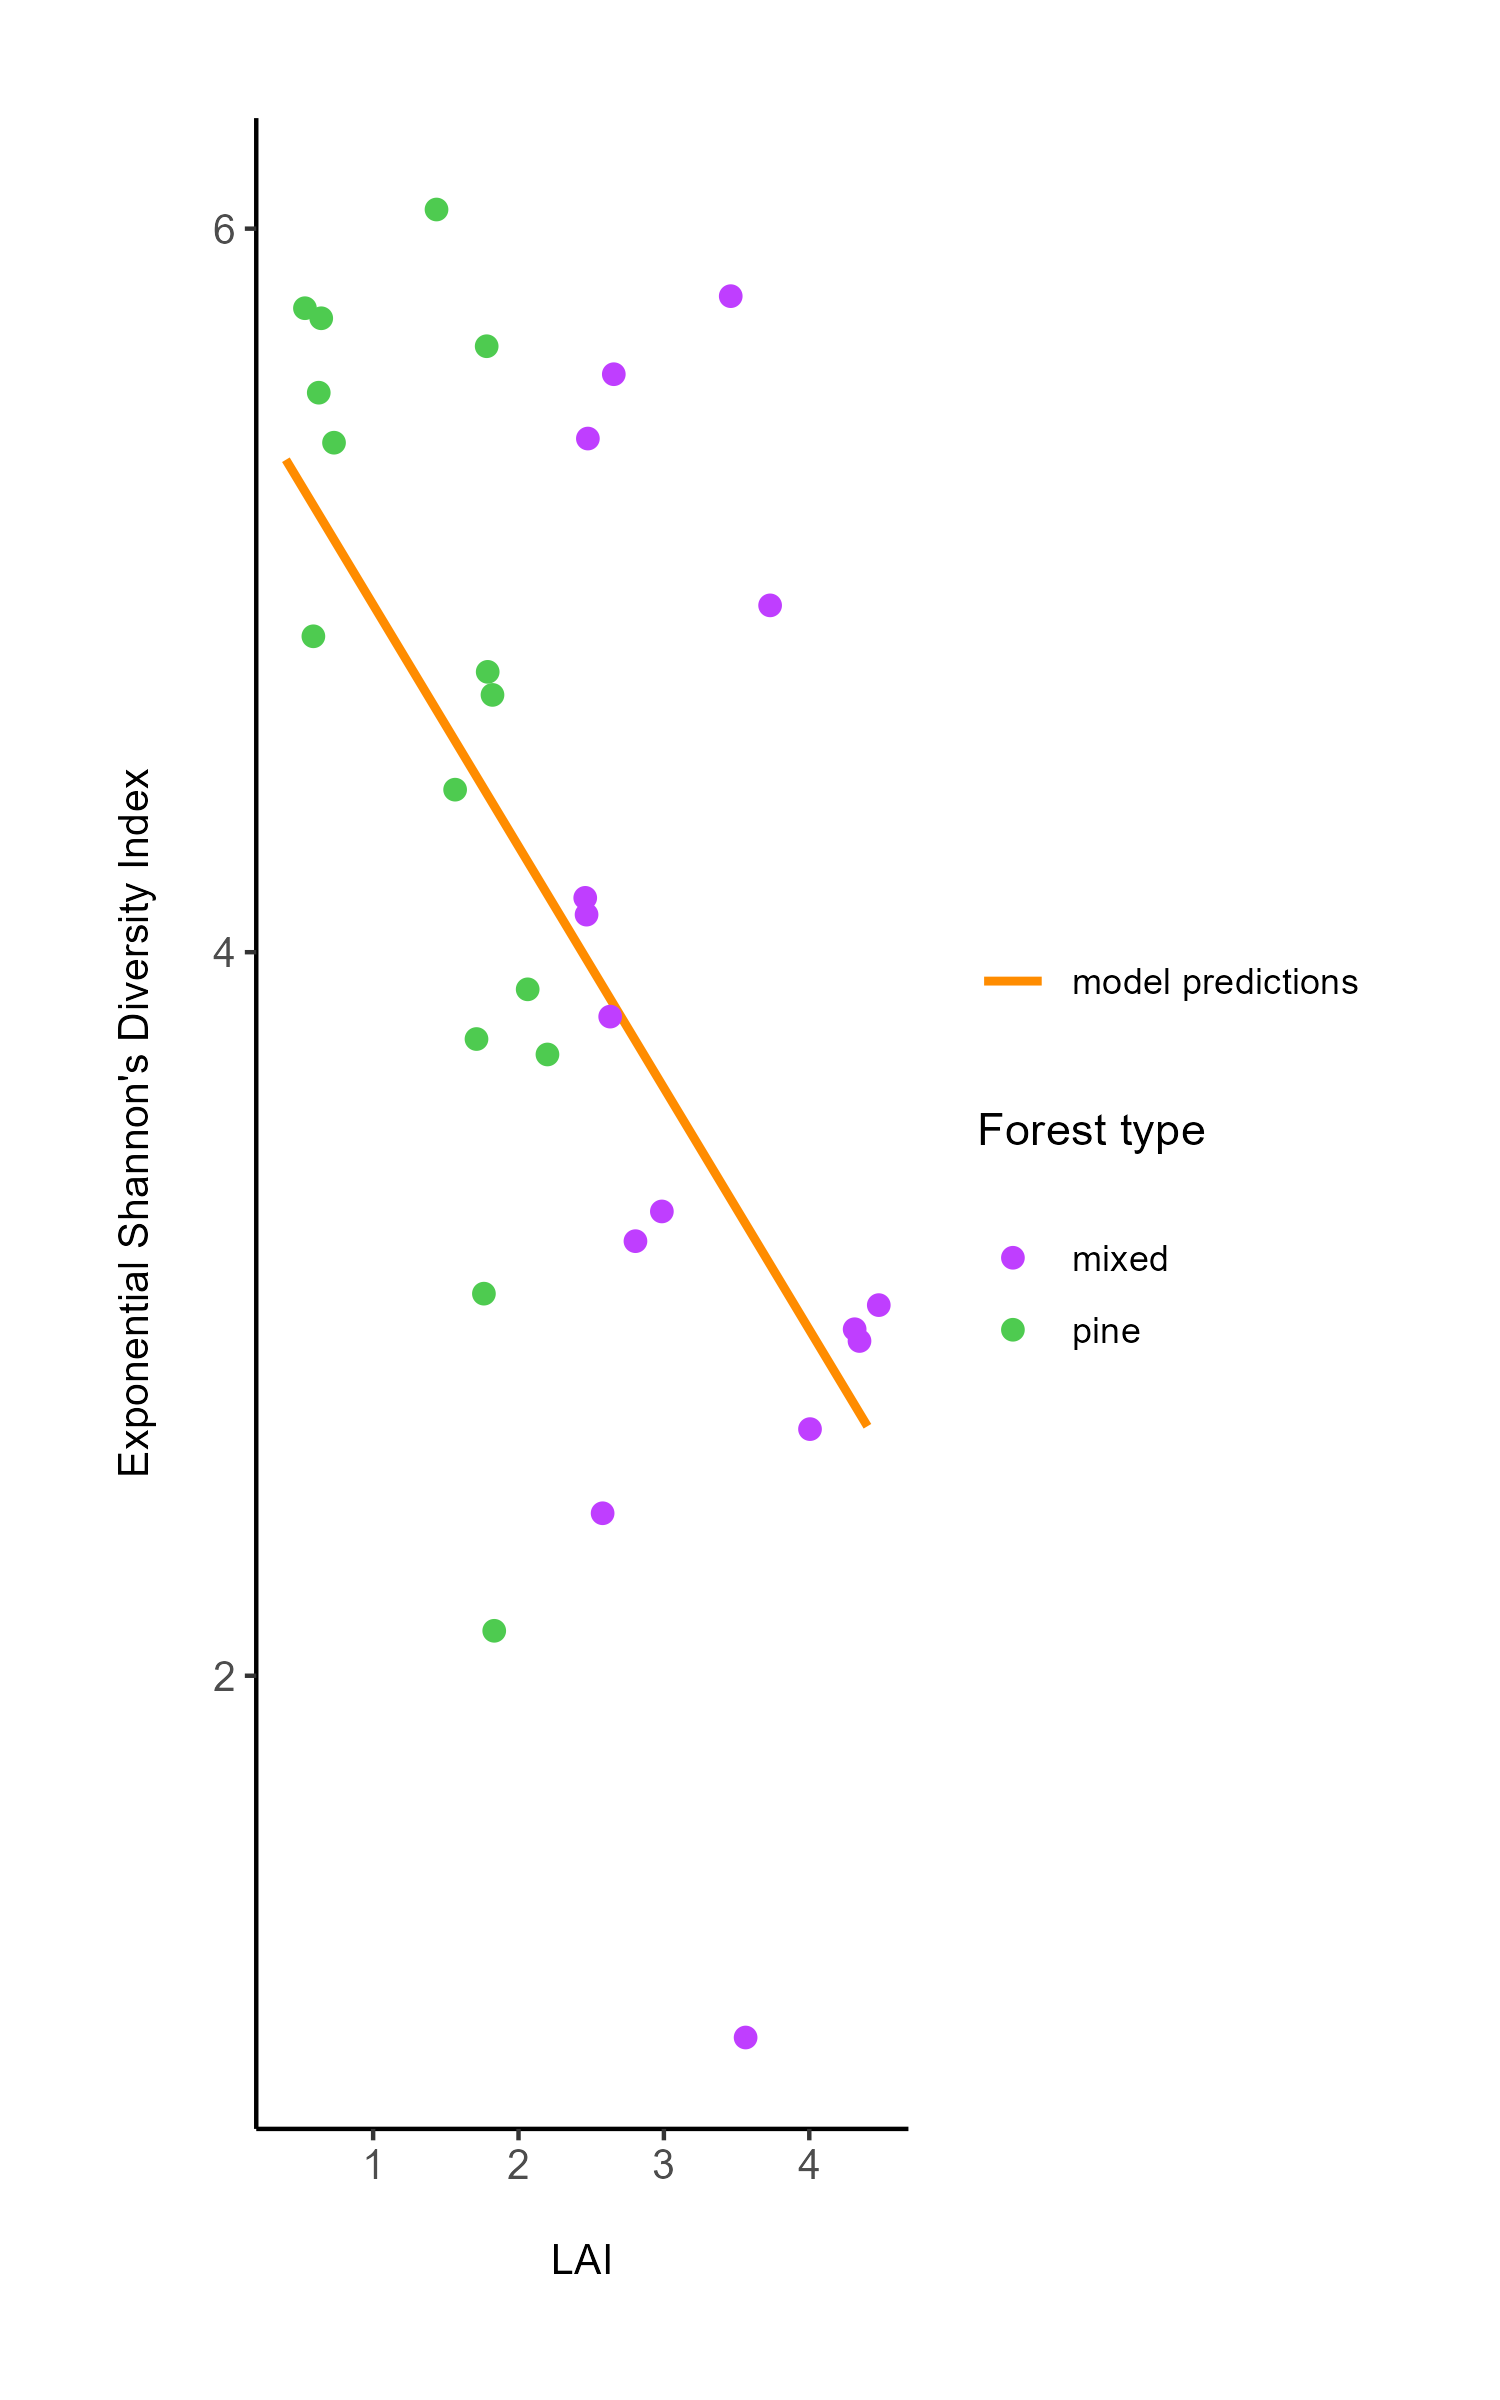 6
4
2
Exponential Shannon's Diversity Index
1 2 3 4
LAI
model predictions
Forest type
mixed
pine